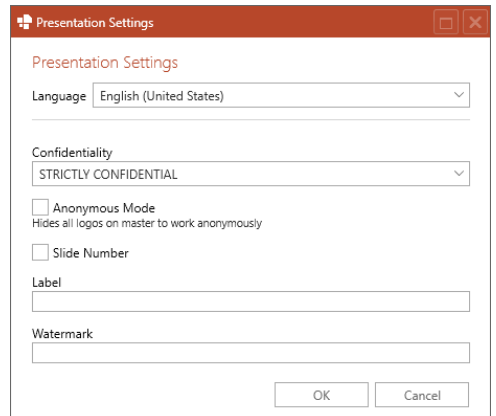 Presentation Settings
Presentation Settings
Language English (United States)
Confidentiality
STRICTLY CONFIDENTIAL
Anonymous Mode
Hides all logos on master to work anonymously
Slide Number
Label
Watermark
OK Cancel